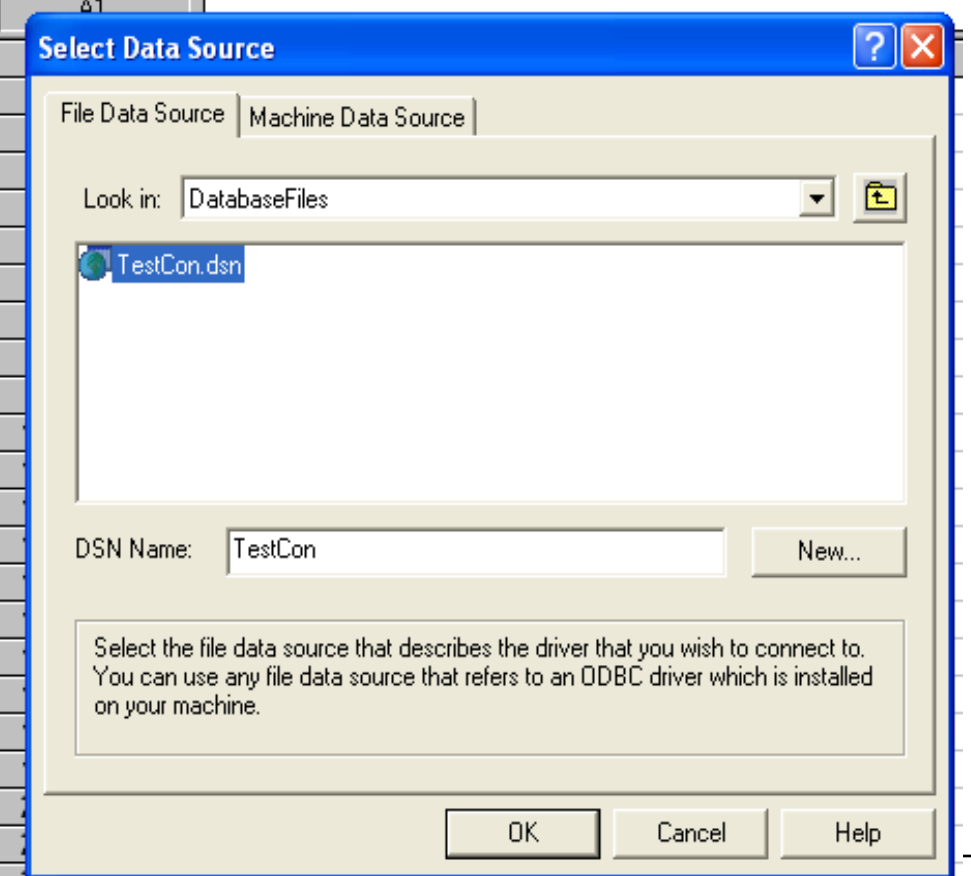 A1
Select Data Source
File Data Source
Machine Data Source
Look in: DatabaseFiles
TestCon.dsn
DSN Name: TestCon
New...
Select the file data source that describes the driver that you wish to connect to.
You can use any file data source that refers to an ODBC driver which is installed
on your machine.
OK Cancel Help